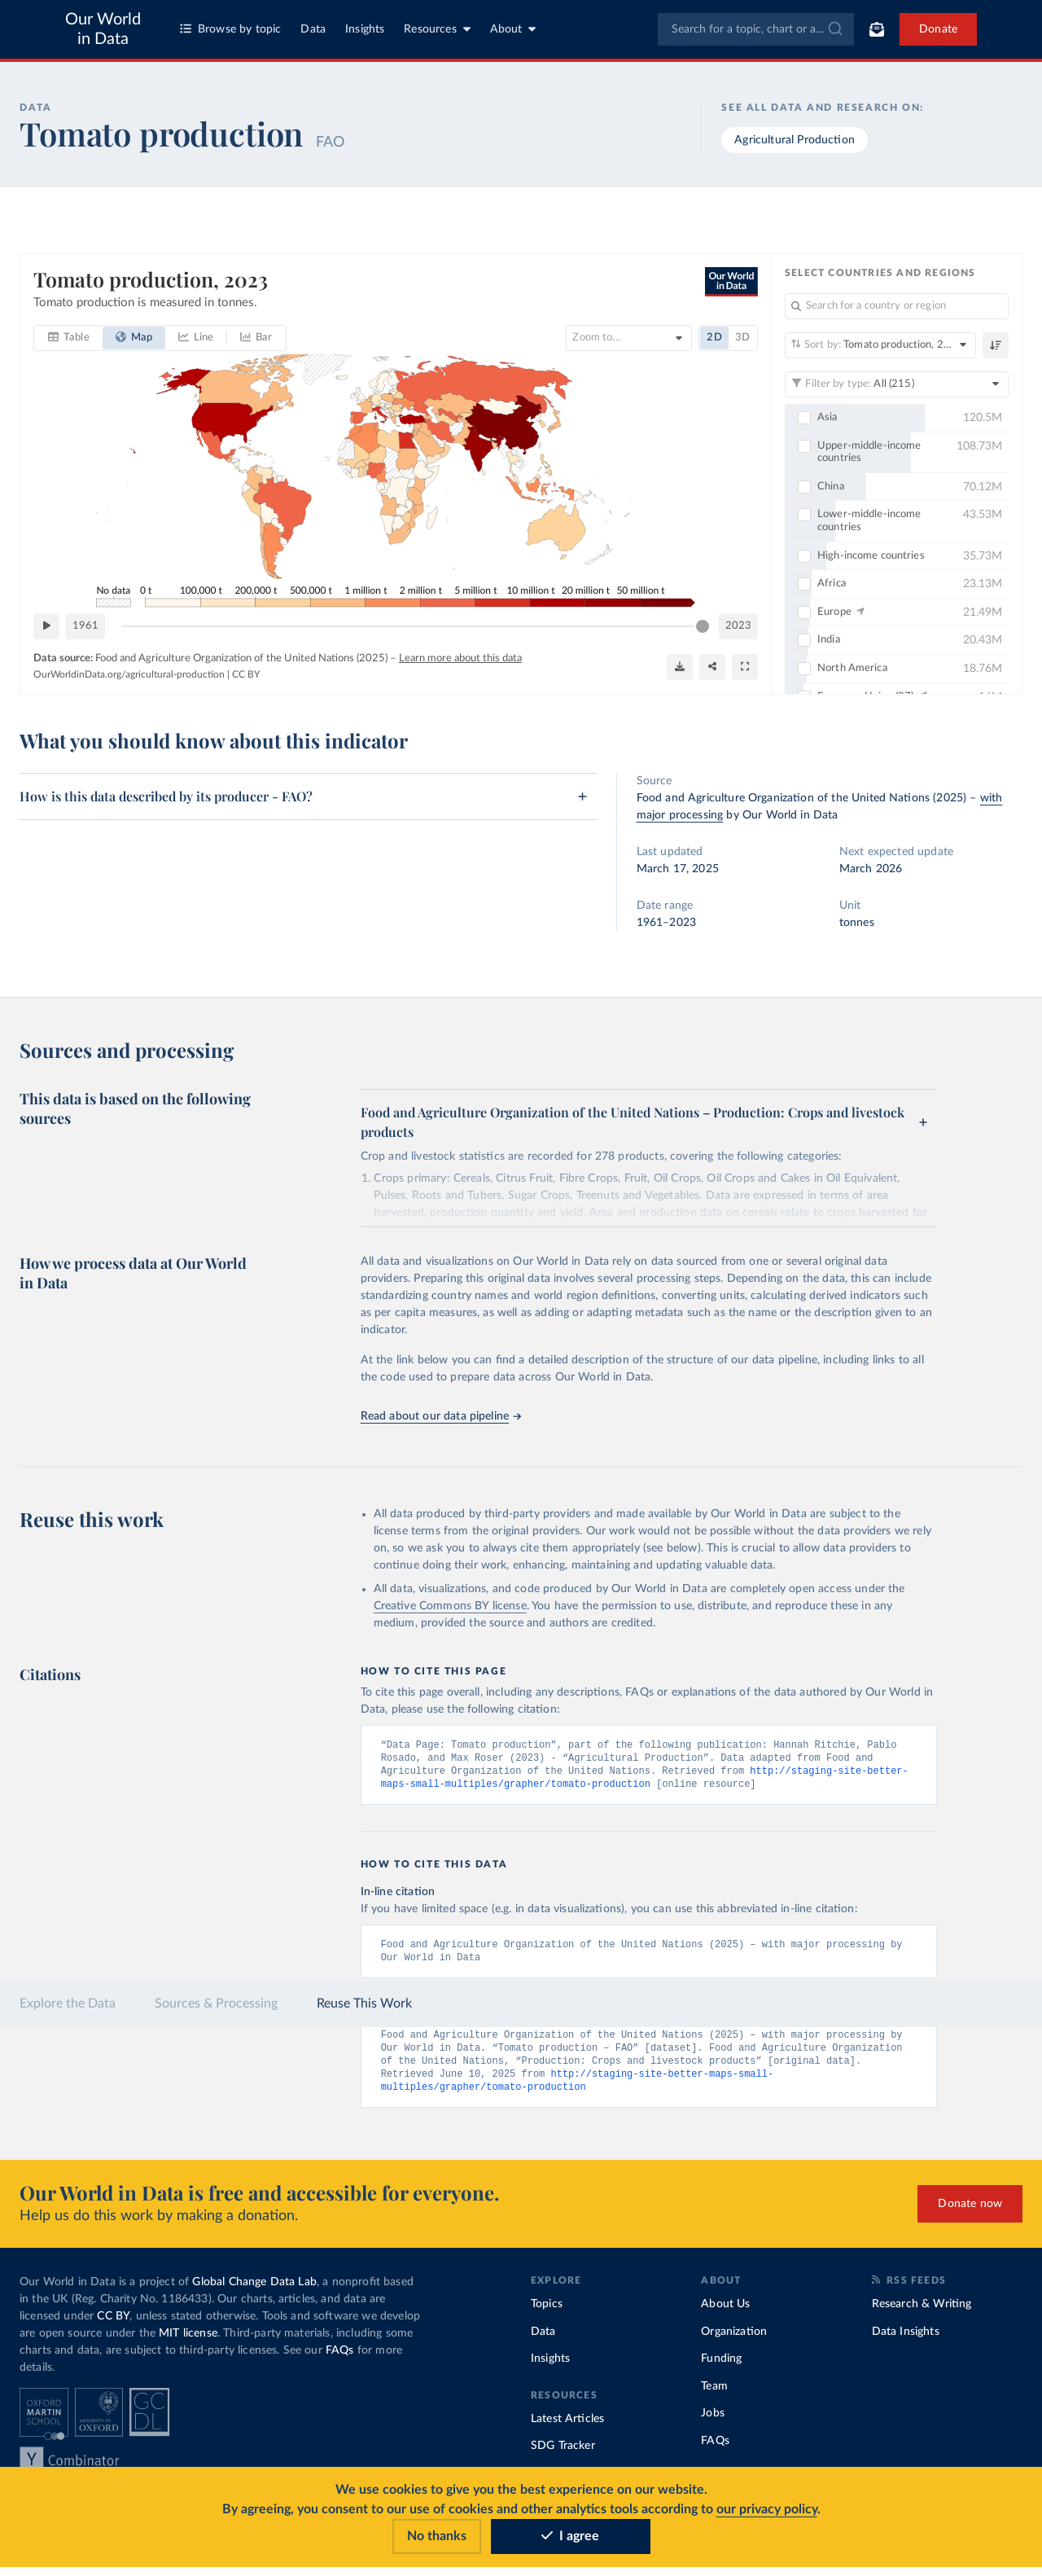 Our World
in Data
Browse by topic
Data
Insights
Resources
About
Search for a topic, chart or a...
Donate
DATA
Tomato production FAO
SEE ALL DATA AND RESEARCH ON:
Agricultural Production
Tomato production, 2023
Tomato production is measured in tonnes.
Our World
in Data
Table
Map
Line
Bar
Zoom to...
2D
3D
No data
0 t
100,000 t
200,000 t
500,000 t
1 million t
2 million t
5 million t
10 million t
20 million t
50 million t
1961
2023
Data source: Food and Agriculture Organization of the United Nations (2025) – Learn more about this data
OurWorldinData.org/agricultural-production | CC BY
SELECT COUNTRIES AND REGIONS
Search for a country or region
Sort by: Tomato production, 2...
Filter by type: All (215)
Asia 120.5M
Upper-middle-income
countries 108.73M
China 70.12M
Lower-middle-income
countries 43.53M
High-income countries 35.73M
Africa 23.13M
Europe 21.49M
India 20.43M
North America 18.76M
What you should know about this indicator
How is this data described by its producer - FAO?
Source
Food and Agriculture Organization of the United Nations (2025) – with
major processing by Our World in Data
Last updated
March 17, 2025
Next expected update
March 2026
Date range
1961–2023
Unit
tonnes
Sources and processing
This data is based on the following
sources
Food and Agriculture Organization of the United Nations – Production: Crops and livestock
products
Crop and livestock statistics are recorded for 278 products, covering the following categories:
1. Crops primary: Cereals, Citrus Fruit, Fibre Crops, Fruit, Oil Crops, Oil Crops and Cakes in Oil Equivalent,
Pulses, Roots and Tubers, Sugar Crops, Treenuts and Vegetables. Data are expressed in terms of area
harvested, production quantity and yield. Area and production data on cereals relate to crops harvested for
How we process data at Our World
in Data
All data and visualizations on Our World in Data rely on data sourced from one or several original data
providers. Preparing this original data involves several processing steps. Depending on the data, this can include
standardizing country names and world region definitions, converting units, calculating derived indicators such
as per capita measures, as well as adding or adapting metadata such as the name or the description given to an
indicator.
At the link below you can find a detailed description of the structure of our data pipeline, including links to all
the code used to prepare data across Our World in Data.
Read about our data pipeline →
Reuse this work
• All data produced by third-party providers and made available by Our World in Data are subject to the
license terms from the original providers. Our work would not be possible without the data providers we rely
on, so we ask you to always cite them appropriately (see below). This is crucial to allow data providers to
continue doing their work, enhancing, maintaining and updating valuable data.
• All data, visualizations, and code produced by Our World in Data are completely open access under the
Creative Commons BY license. You have the permission to use, distribute, and reproduce these in any
medium, provided the source and authors are credited.
Citations
HOW TO CITE THIS PAGE
To cite this page overall, including any descriptions, FAQs or explanations of the data authored by Our World in
Data, please use the following citation:
“Data Page: Tomato production”, part of the following publication: Hannah Ritchie, Pablo
Rosado, and Max Roser (2023) - “Agricultural Production”. Data adapted from Food and
Agriculture Organization of the United Nations. Retrieved from http://staging-site-better-
maps-small-multiples/grapher/tomato-production [online resource]
HOW TO CITE THIS DATA
In-line citation
If you have limited space (e.g. in data visualizations), you can use this abbreviated in-line citation:
Food and Agriculture Organization of the United Nations (2025) – with major processing by
Our World in Data
Explore the Data
Sources & Processing
Reuse This Work
Food and Agriculture Organization of the United Nations (2025) – with major processing by
Our World in Data. “Tomato production – FAO” [dataset]. Food and Agriculture Organization
of the United Nations, “Production: Crops and livestock products” [original data].
Retrieved June 10, 2025 from http://staging-site-better-maps-small-
multiples/grapher/tomato-production
Our World in Data is free and accessible for everyone.
Help us do this work by making a donation.
Donate now
Our World in Data is a project of Global Change Data Lab, a nonprofit based
in the UK (Reg. Charity No. 1186433). Our charts, articles, and data are
licensed under CC BY, unless stated otherwise. Tools and software we develop
are open source under the MIT license. Third-party materials, including some
charts and data, are subject to third-party licenses. See our FAQs for more
details.
OXFORD
MARTIN
SCHOOL
UNIVERSITY OF
OXFORD
GC
DL
Y Combinator
EXPLORE
Topics
Data
Insights
RESOURCES
Latest Articles
SDG Tracker
ABOUT
About Us
Organization
Funding
Team
Jobs
FAQs
RSS FEEDS
Research & Writing
Data Insights
We use cookies to give you the best experience on our website.
By agreeing, you consent to our use of cookies and other analytics tools according to our privacy policy.
No thanks
I agree